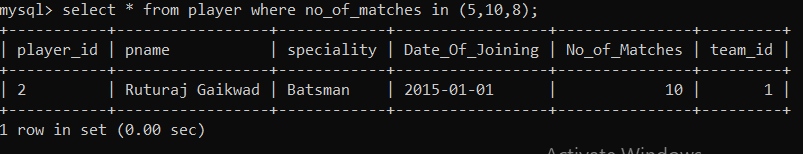 mysql> select * from player where no_of_matches in (5,10,8);
+-----------+------------------+------------+-----------------+---------------+---------+
| player_id | pname            | speciality | Date_Of_Joining | No_of_Matches | team_id |
+-----------+------------------+------------+-----------------+---------------+---------+
| 2         | Ruturaj Gaikwad | Batsman    | 2015-01-01      |            10 |       1 |
+-----------+------------------+------------+-----------------+---------------+---------+
1 row in set (0.00 sec)
Activate Windows